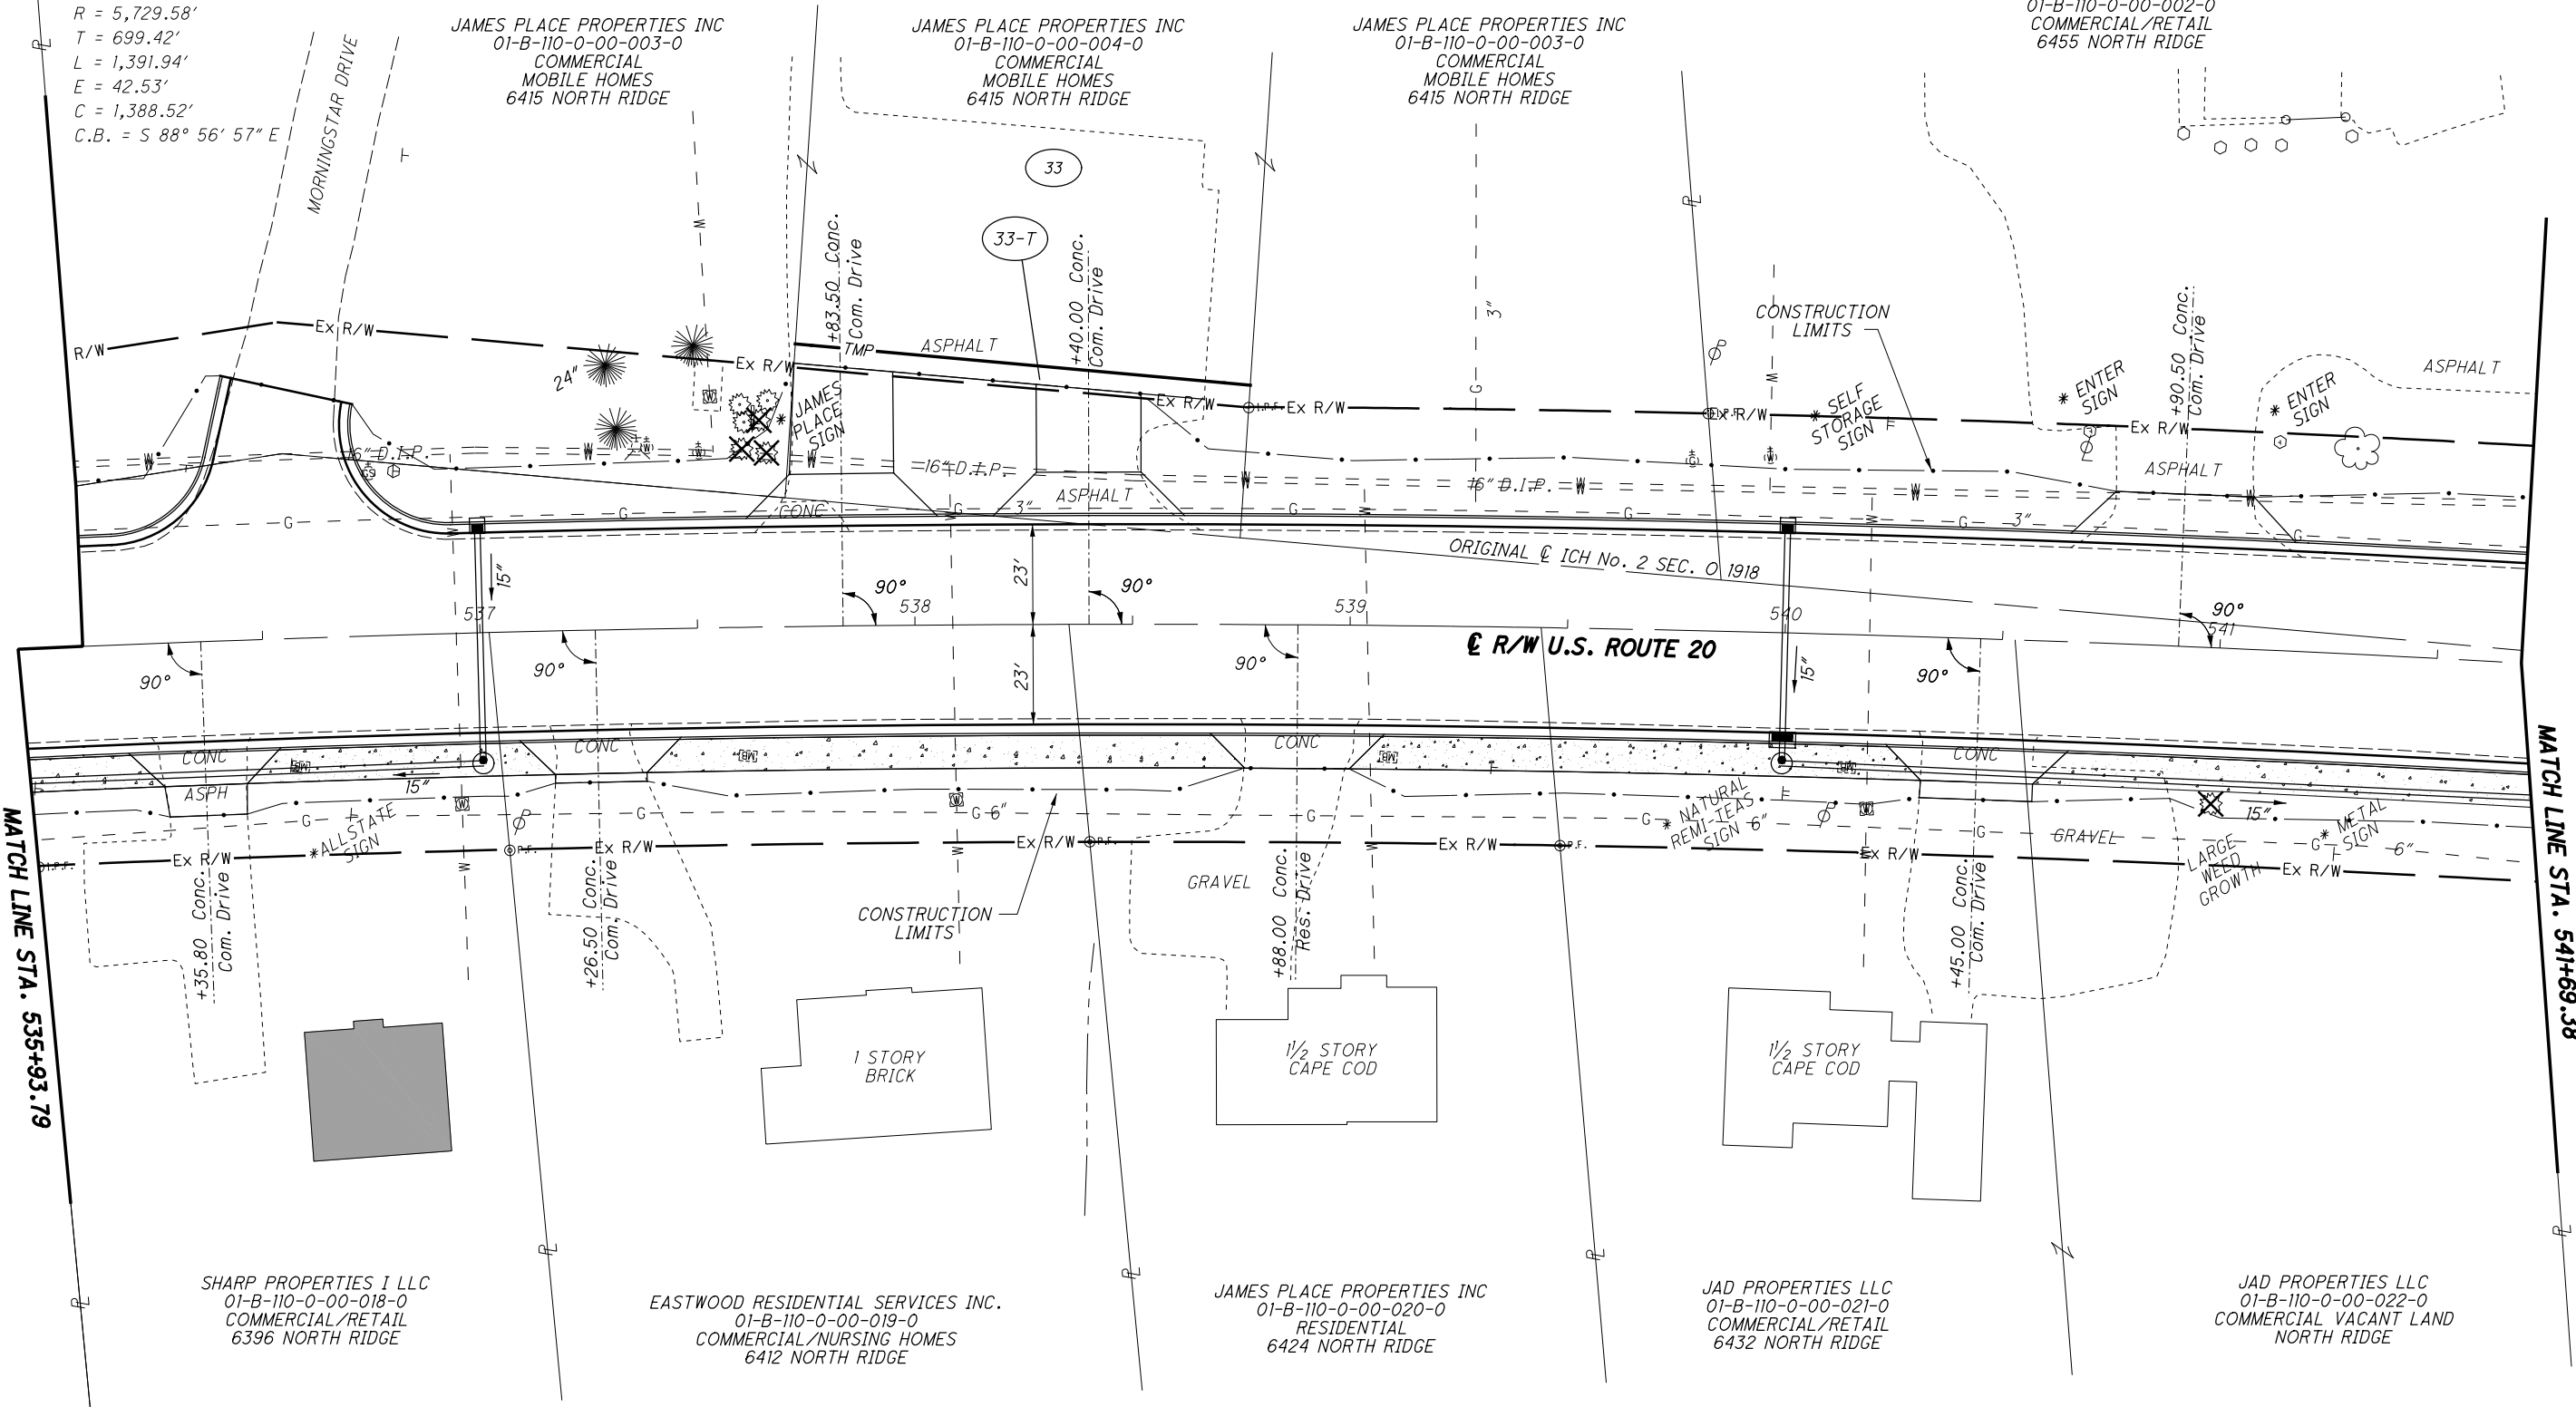 R = 5,729.58'
T = 699.42'
L = 1,391.94'
E = 42.53'
C = 1,388.52'
C.B. = S 88° 56' 57" E
MORNINGSTAR DRIVE
JAMES PLACE PROPERTIES INC
01-B-110-0-00-003-0
COMMERCIAL
MOBILE HOMES
6415 NORTH RIDGE
JAMES PLACE PROPERTIES INC
01-B-110-0-00-004-0
COMMERCIAL
MOBILE HOMES
6415 NORTH RIDGE
JAMES PLACE PROPERTIES INC
01-B-110-0-00-003-0
COMMERCIAL
MOBILE HOMES
6415 NORTH RIDGE
01-B-110-0-00-002-0
COMMERCIAL/RETAIL
6455 NORTH RIDGE
33
33-T
+83.50 Conc.
Com. Drive
+40.00 Conc.
Com. Drive
+90.50 Conc.
Com. Drive
R/W
Ex R/W
Ex R/W
TMP
ASPHALT
Ex R/W
Ex R/W
Ex R/W
Ex R/W
24"
* JAMES
PLACE
SIGN
3"
CONSTRUCTION
LIMITS
* SELF
STORAGE
SIGN
* ENTER
SIGN
* ENTER
SIGN
ASPHALT
ASPHALT
16" D.I.P.
16" D.I.P.
16" D.I.P.
CONC
3"
ASPHALT
3"
G
G
G
G
G
G
G
W
W
W
W
W
W
W
ORIGINAL ℄ ICH No. 2 SEC. O 1918
15"
23'
90°
90°
90°
537
538
539
540
541
℄ R/W U.S. ROUTE 20
23'
15"
90°
90°
90°
90°
CONC
CONC
CONC
CONC
ASPH
15"
15"
*ALLSTATE
SIGN
G
G
6"
G
G
G
G
6"
* NATURAL
REMI-TEAS
SIGN 6"
GRAVEL
LARGE
WEED
GROWTH
* METAL
SIGN
I.P.F.
Ex R/W
P.F.
Ex R/W
Ex R/W
P.F.
Ex R/W
P.F.
Ex R/W
Ex R/W
GRAVEL
CONSTRUCTION
LIMITS
+35.80 Conc.
Com. Drive
+26.50 Conc.
Com. Drive
+88.00 Conc.
Res. Drive
+45.00 Conc.
Com. Drive
MATCH LINE STA. 535+93.79
MATCH LINE STA. 541+69.38
1 STORY
BRICK
1½ STORY
CAPE COD
1½ STORY
CAPE COD
SHARP PROPERTIES I LLC
01-B-110-0-00-018-0
COMMERCIAL/RETAIL
6396 NORTH RIDGE
EASTWOOD RESIDENTIAL SERVICES INC.
01-B-110-0-00-019-0
COMMERCIAL/NURSING HOMES
6412 NORTH RIDGE
JAMES PLACE PROPERTIES INC
01-B-110-0-00-020-0
RESIDENTIAL
6424 NORTH RIDGE
JAD PROPERTIES LLC
01-B-110-0-00-021-0
COMMERCIAL/RETAIL
6432 NORTH RIDGE
JAD PROPERTIES LLC
01-B-110-0-00-022-0
COMMERCIAL VACANT LAND
NORTH RIDGE